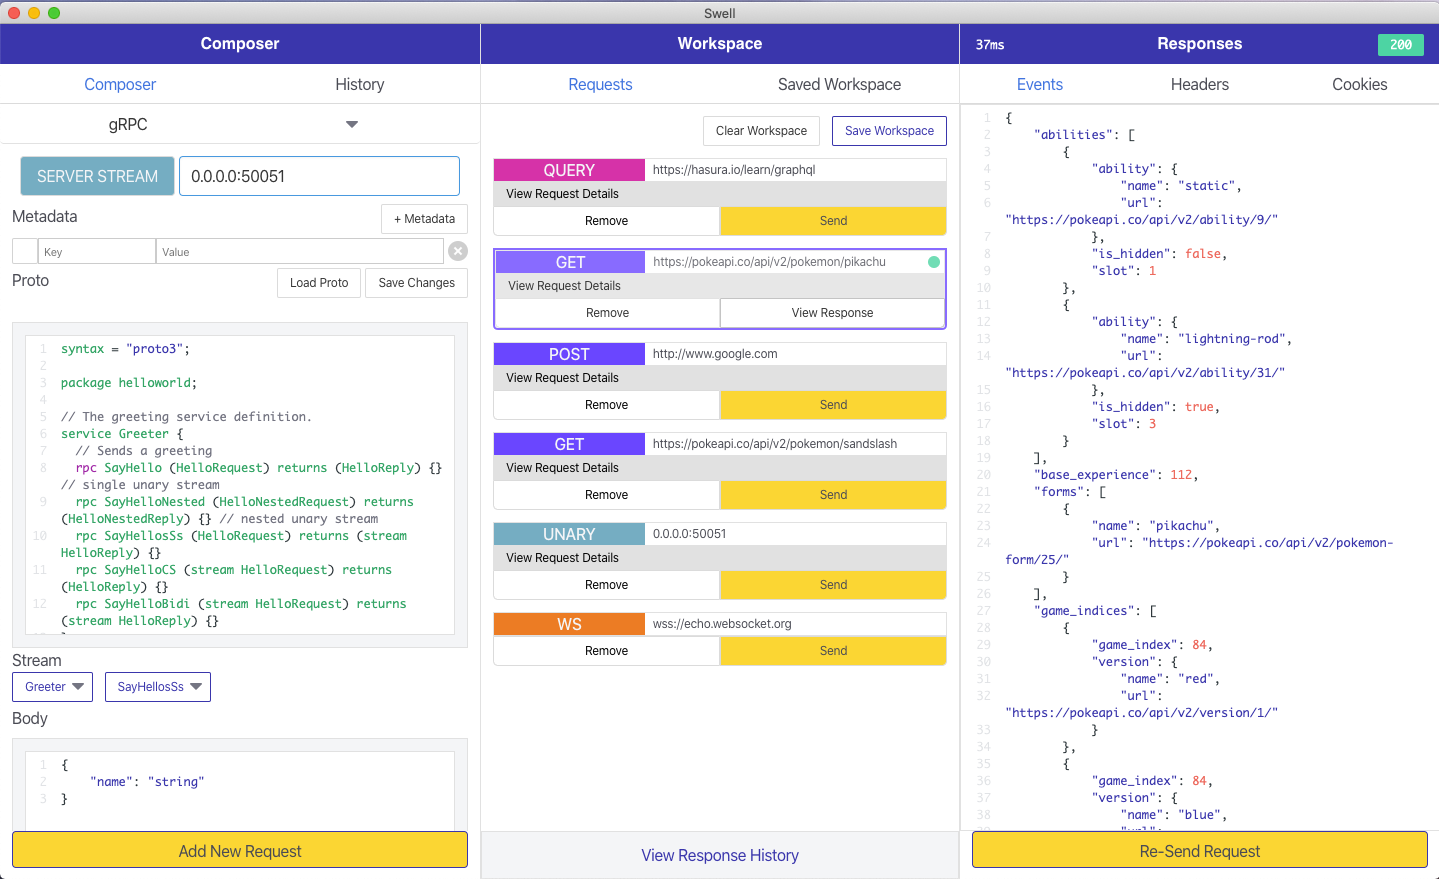 Swell
Composer
Composer
History
gRPC
SERVER STREAM
0.0.0.0:50051
Metadata
+ Metadata
Key
Value
Proto
Load Proto
Save Changes
1 syntax = "proto3";
2
3 package helloworld;
4
5 // The greeting service definition.
6 service Greeter {
7 // Sends a greeting
8 rpc SayHello (HelloRequest) returns (HelloReply) {}
// single unary stream
9 rpc SayHelloNested (HelloNestedRequest) returns
(HelloNestedReply) {} // nested unary stream
10 rpc SayHellosSs (HelloRequest) returns (stream
HelloReply) {}
11 rpc SayHelloCS (stream HelloRequest) returns
(HelloReply) {}
12 rpc SayHelloBidi (stream HelloRequest) returns
(stream HelloReply) {}
Stream
Greeter
SayHellosSs
Body
1 {
2 "name": "string"
3 }
Add New Request
Workspace
Requests
Saved Workspace
Clear Workspace
Save Workspace
QUERY
https://hasura.io/learn/graphql
View Request Details
Remove
Send
GET
https://pokeapi.co/api/v2/pokemon/pikachu
View Request Details
Remove
View Response
POST
http://www.google.com
View Request Details
Remove
Send
GET
https://pokeapi.co/api/v2/pokemon/sandslash
View Request Details
Remove
Send
UNARY
0.0.0.0:50051
View Request Details
Remove
Send
WS
wss://echo.websocket.org
Remove
Send
View Response History
37ms
Responses
200
Events
Headers
Cookies
1 {
2 "abilities": [
3 {
4 "ability": {
5 "name": "static",
6 "url":
"https://pokeapi.co/api/v2/ability/9/"
7 },
8 "is_hidden": false,
9 "slot": 1
10 },
11 {
12 "ability": {
13 "name": "lightning-rod",
14 "url":
"https://pokeapi.co/api/v2/ability/31/"
15 },
16 "is_hidden": true,
17 "slot": 3
18 }
19 ],
20 "base_experience": 112,
21 "forms": [
22 {
23 "name": "pikachu",
24 "url": "https://pokeapi.co/api/v2/pokemon-
form/25/"
25 }
26 ],
27 "game_indices": [
28 {
29 "game_index": 84,
30 "version": {
31 "name": "red",
32 "url":
"https://pokeapi.co/api/v2/version/1/"
33 }
34 },
35 {
36 "game_index": 84,
37 "version": {
38 "name": "blue",
Re-Send Request